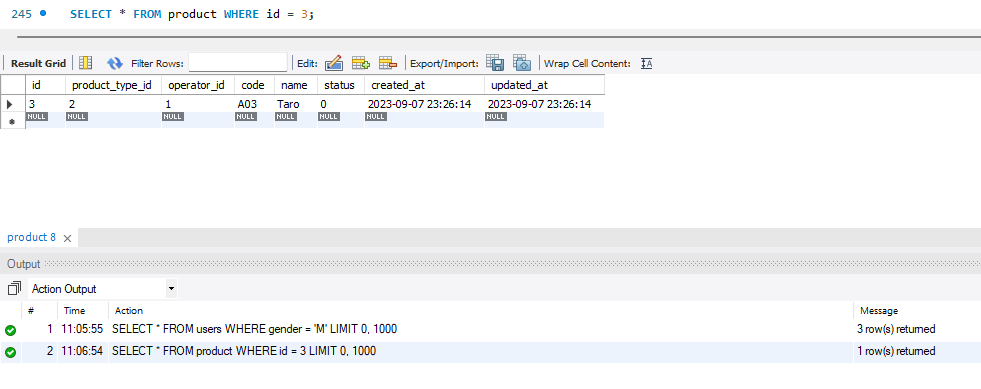 245 SELECT * FROM product WHERE id = 3;
Result Grid Filter Rows: Edit: Export/Import: Wrap Cell Content:
id product_type_id operator_id code name status created_at updated_at
3 2 1 A03 Taro 0 2023-09-07 23:26:14 2023-09-07 23:26:14
NULL NULL NULL NULL NULL NULL NULL NULL
product 8
Output
Action Output
# Time Action Message
1 11:05:55 SELECT * FROM users WHERE gender = 'M' LIMIT 0, 1000 3 row(s) returned
2 11:06:54 SELECT * FROM product WHERE id = 3 LIMIT 0, 1000 1 row(s) returned